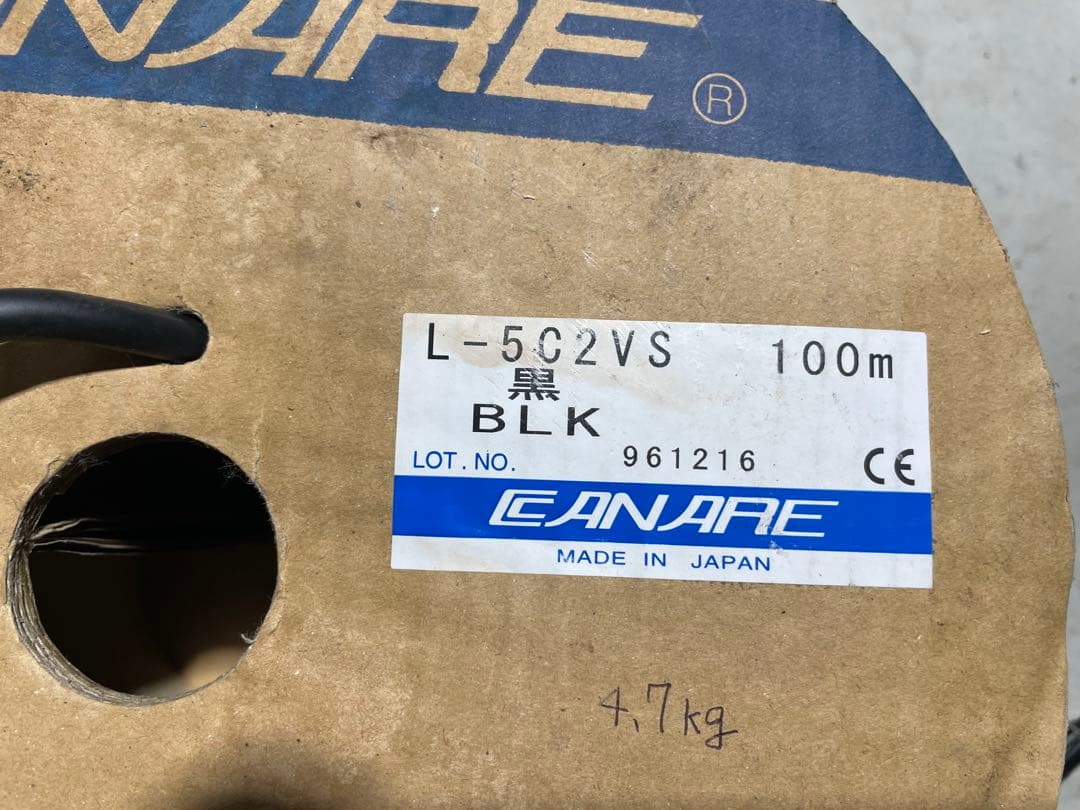 CANARE ®
L-5C2VS 100m
黒
BLK
LOT.NO. 961216 CE
CANARE
MADE IN JAPAN
4.7kg